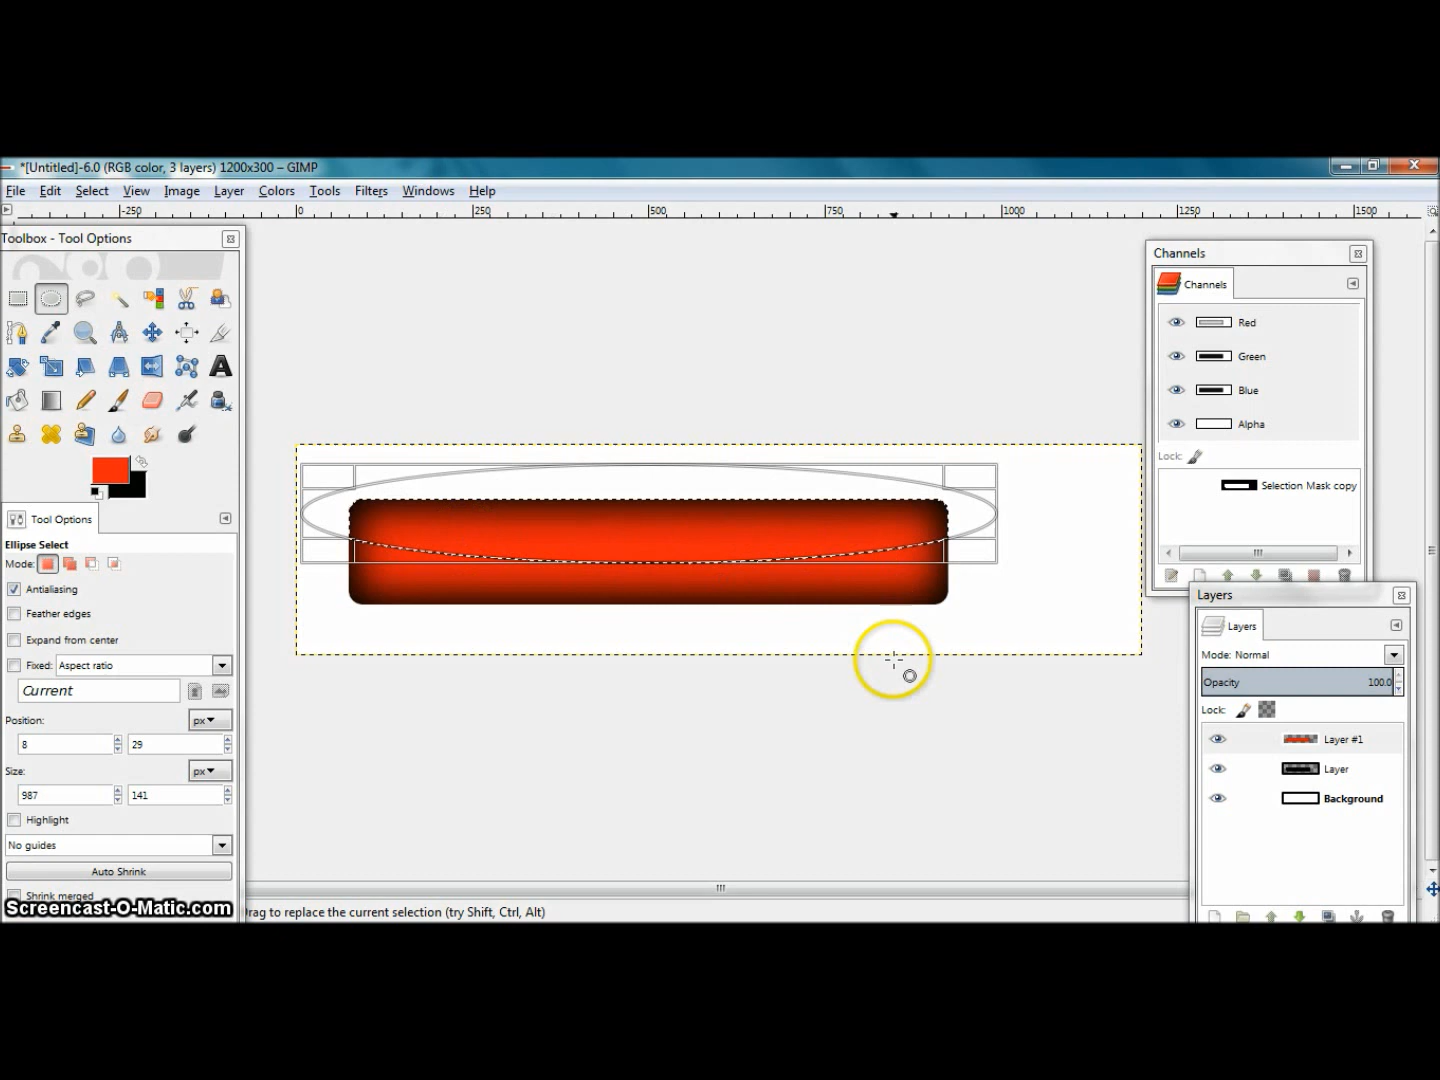 *[Untitled]-6.0 (RGB color, 3 layers) 1200x300 – GIMP
File Edit Select View Image Layer Colors Tools Filters Windows Help
-250 0 250 500 750 1000 1250 1500
Toolbox - Tool Options
Tool Options
Ellipse Select
Mode:
Antialiasing
Feather edges
Expand from center
Fixed: Aspect ratio
Current
Position: px
8 29
Size: px
987 141
Highlight
No guides
Auto Shrink
Shrink merged
Screencast-O-Matic.com
Drag to replace the current selection (try Shift, Ctrl, Alt)
Channels
Channels
Red
Green
Blue
Alpha
Lock:
Selection Mask copy
Layers
Layers
Mode: Normal
Opacity 100.0
Lock:
Layer #1
Layer
Background